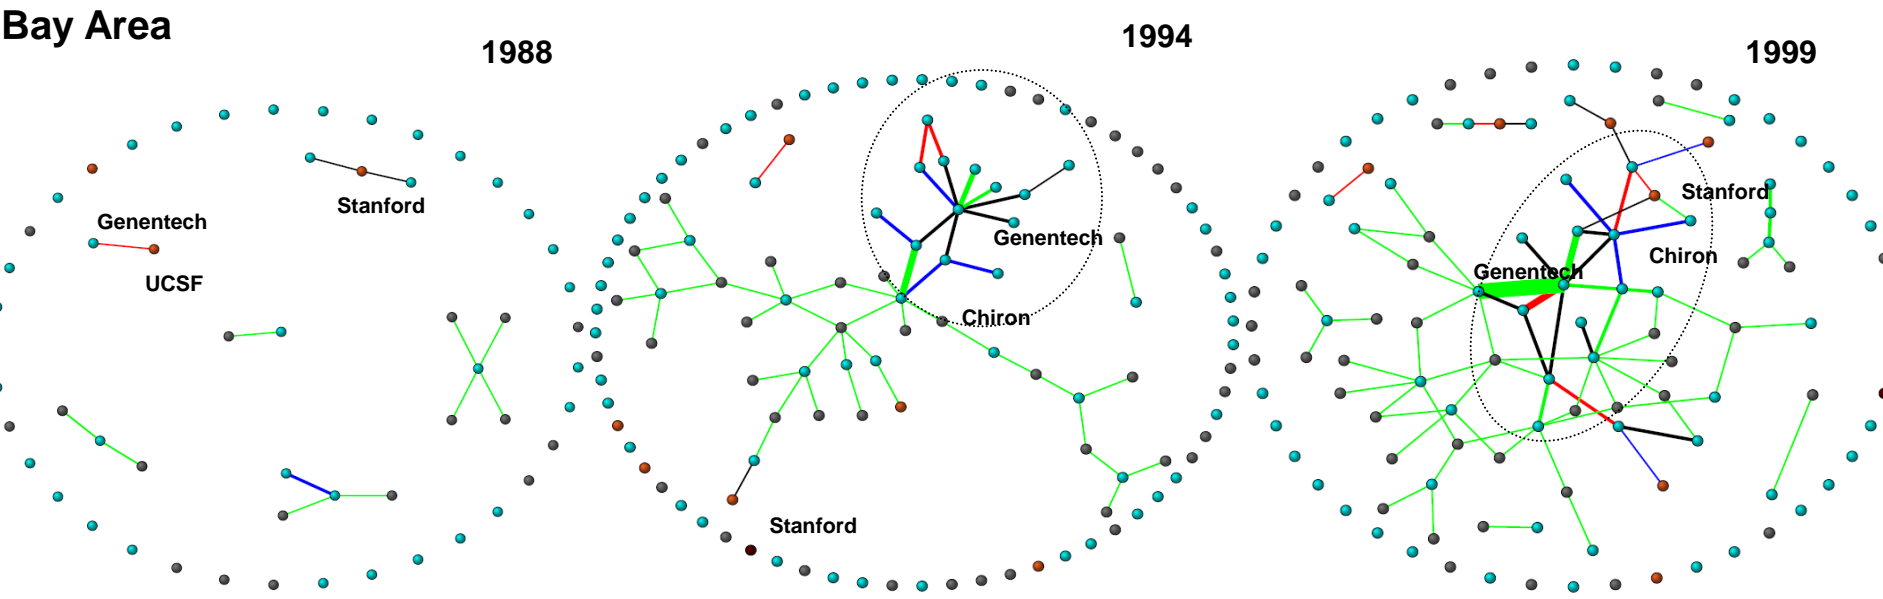 Bay Area
1988
1994
1999
Genentech
Stanford
UCSF
Genentech
Chiron
Stanford
Stanford
Chiron
Genentech